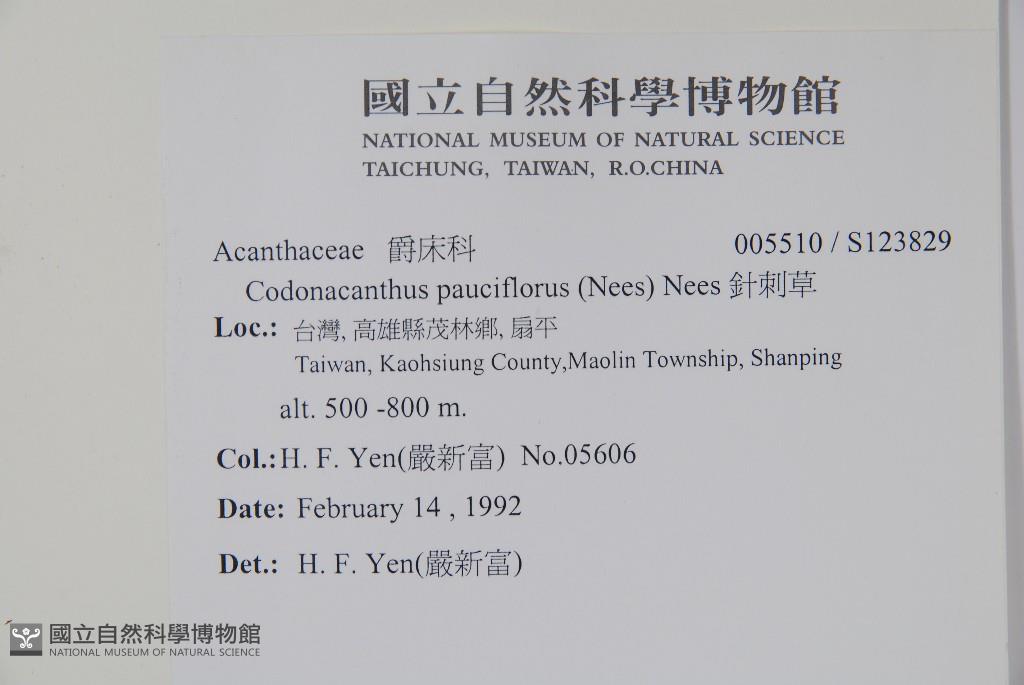 國立自然科學博物館
NATIONAL MUSEUM OF NATURAL SCIENCE
TAICHUNG, TAIWAN, R.O.CHINA
Acanthaceae 爵床科 005510 / S123829
Codonacanthus pauciflorus (Nees) Nees 針刺草
Loc.: 台灣, 高雄縣茂林鄉, 扇平
Taiwan, Kaohsiung County,Maolin Township, Shanping
alt. 500 -800 m.
Col.: H. F. Yen(嚴新富) No.05606
Date: February 14 , 1992
Det.: H. F. Yen(嚴新富)
國立自然科學博物館
NATIONAL MUSEUM OF NATURAL SCIENCE